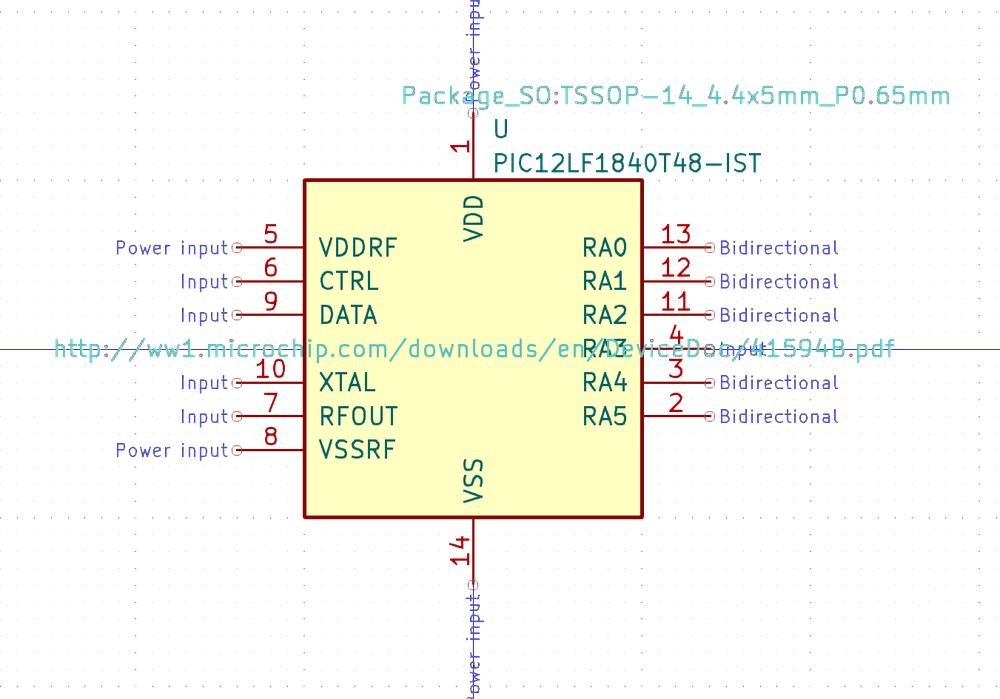 Power input
Package_SO:TSSOP-14_4.4x5mm_P0.65mm
U
1
PIC12LF1840T48-IST
VDD
Power input 5 VDDRF RA0 13 Bidirectional
Input 6 CTRL RA1 12 Bidirectional
Input 9 DATA RA2 11 Bidirectional
http://ww1.microchip.com/downloads/en/DeviceDoc/41594B.pdf
RA3 4 Input
Input 10 XTAL RA4 3 Bidirectional
Input 7 RFOUT RA5 2 Bidirectional
Power input 8 VSSRF
VSS
14
Power input